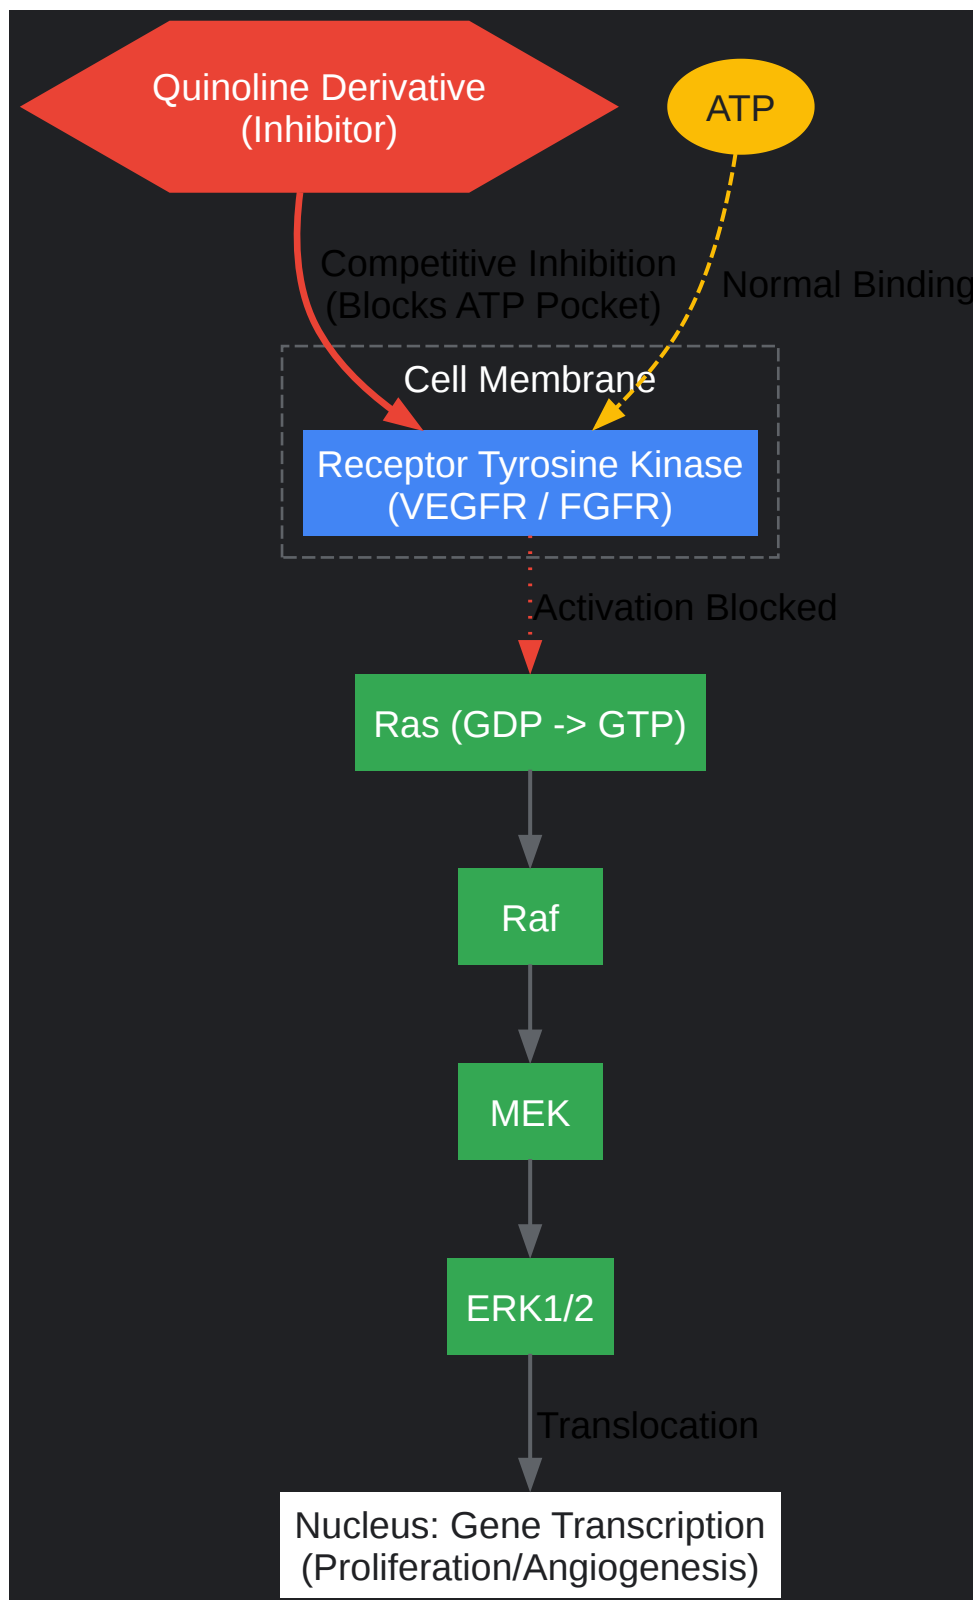 Quinoline Derivative
(Inhibitor)
ATP
Competitive Inhibition
(Blocks ATP Pocket)
Normal Binding
Cell Membrane
Receptor Tyrosine Kinase
(VEGFR / FGFR)
Activation Blocked
Ras (GDP -> GTP)
Raf
MEK
ERK1/2
Translocation
Nucleus: Gene Transcription
(Proliferation/Angiogenesis)